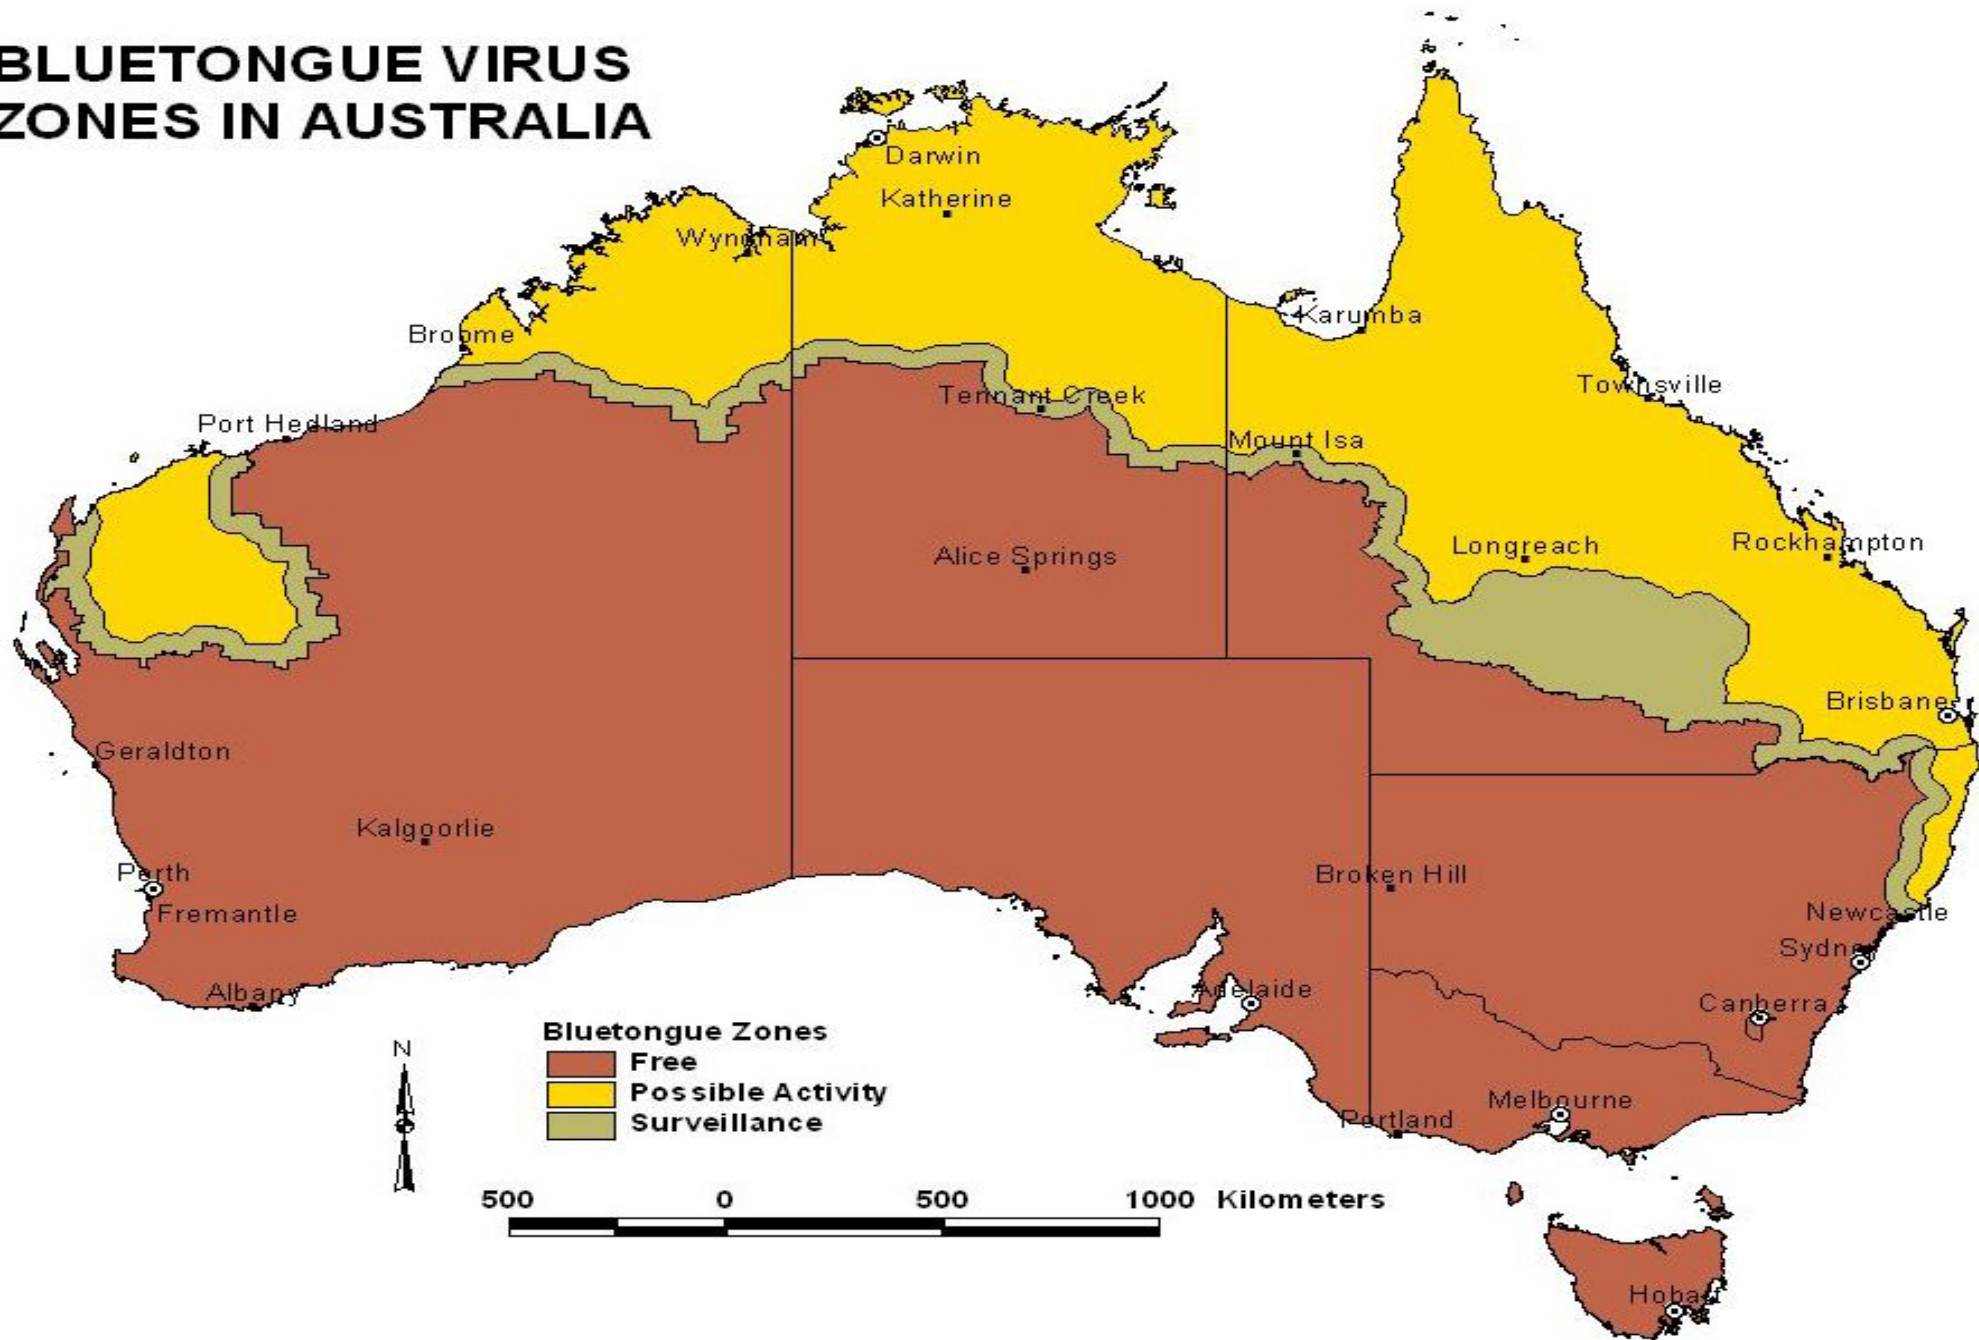 BLUETONGUE VIRUS
ZONES IN AUSTRALIA
Darwin
Katherine
Wyndham
Broome
Karumba
Townsville
Tennant Creek
Port Hedland
Mount Isa
Longreach
Rockhampton
Alice Springs
Brisbane
Geraldton
Kalgoorlie
Perth
Broken Hill
Fremantle
Newcastle
Sydney
Albany
Adelaide
Canberra
Bluetongue Zones
N
Free
Possible Activity
Surveillance
Melbourne
Portland
500 0 500 1000 Kilometers
Hobart